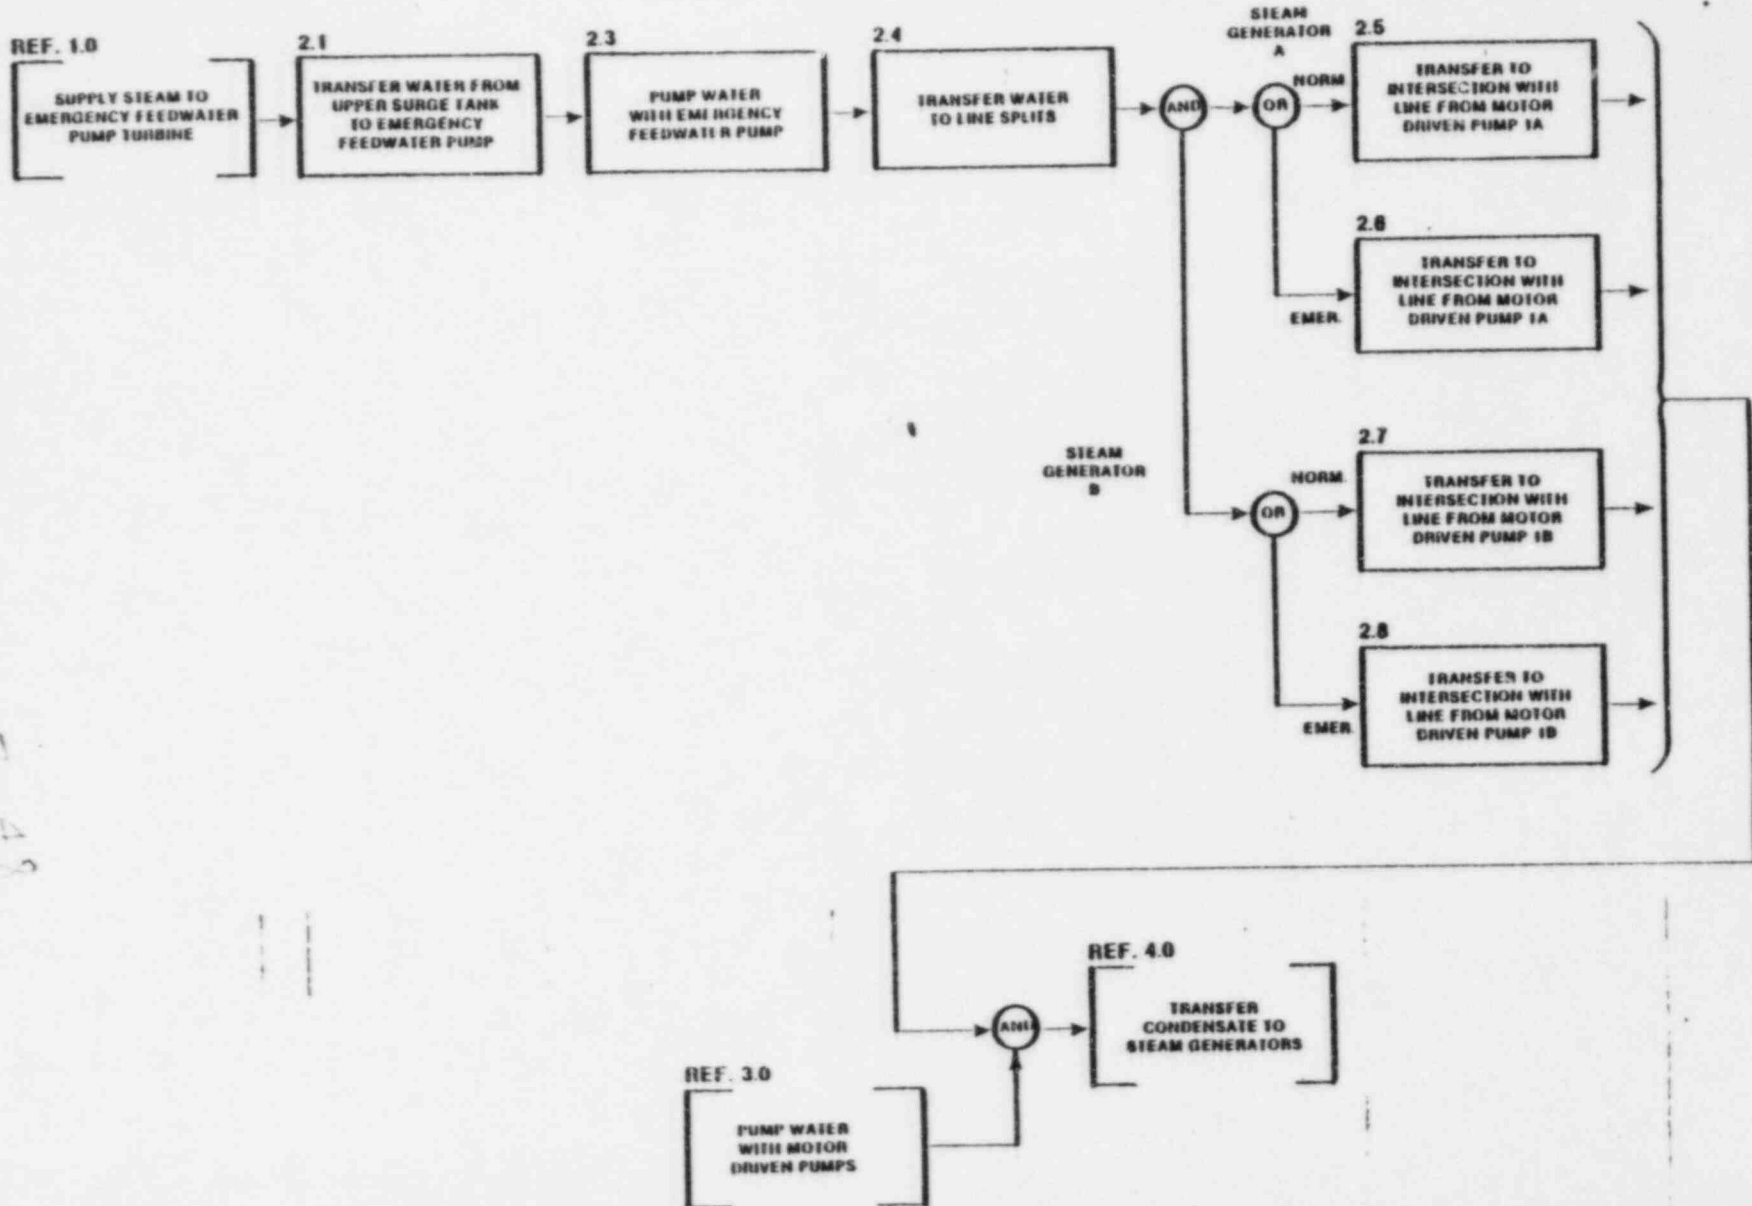 REF. 1.0
SUPPLY STEAM TO
EMERGENCY FEEDWATER
PUMP TURBINE
2.1
TRANSFER WATER FROM
UPPER SURGE TANK
TO EMERGENCY
FEEDWATER PUMP
2.3
PUMP WATER
WITH EMERGENCY
FEEDWATER PUMP
2.4
TRANSFER WATER
TO LINE SPLITS
AND
STEAM
GENERATOR
A
OR
NORM.
2.5
TRANSFER TO
INTERSECTION WITH
LINE FROM MOTOR
DRIVEN PUMP 1A
EMER.
2.6
TRANSFER TO
INTERSECTION WITH
LINE FROM MOTOR
DRIVEN PUMP 1A
STEAM
GENERATOR
B
OR
NORM.
2.7
TRANSFER TO
INTERSECTION WITH
LINE FROM MOTOR
DRIVEN PUMP 1B
EMER.
2.8
TRANSFER TO
INTERSECTION WITH
LINE FROM MOTOR
DRIVEN PUMP 1B
AND
REF. 4.0
TRANSFER
CONDENSATE TO
STEAM GENERATORS
REF. 3.0
PUMP WATER
WITH MOTOR
DRIVEN PUMPS